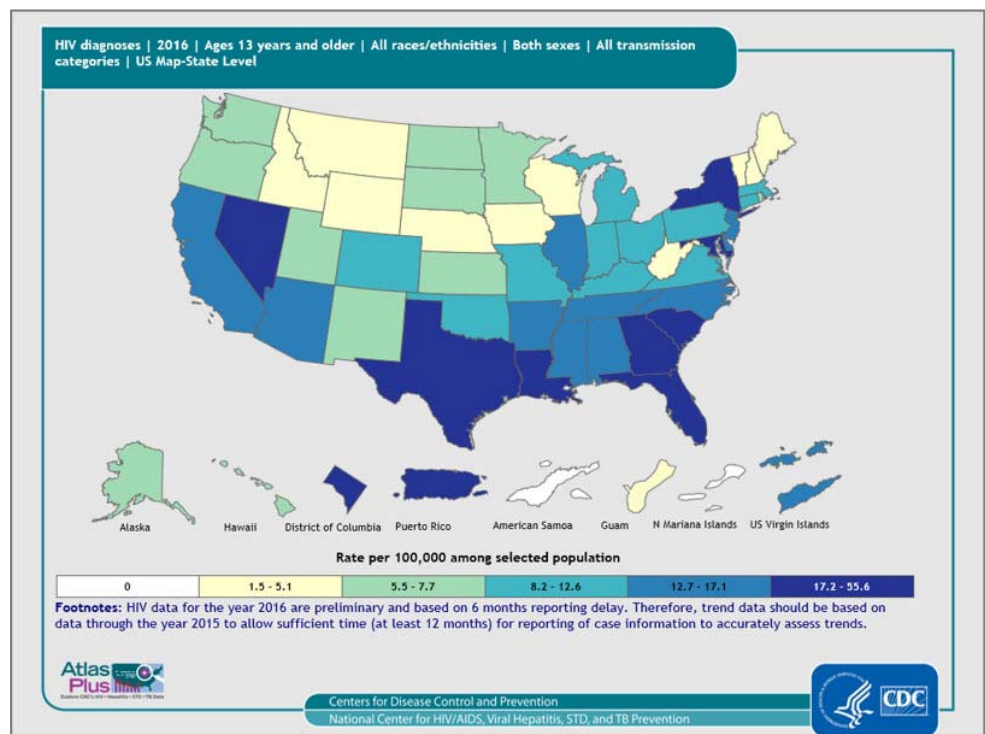 HIV diagnoses | 2016 | Ages 13 years and older | All races/ethnicities | Both sexes | All transmission
categories | US Map-State Level
Alaska
Hawaii
District of Columbia
Puerto Rico
American Samoa
Guam
N Mariana Islands
US Virgin Islands
Rate per 100,000 among selected population
0
1.5 - 5.1
5.5 - 7.7
8.2 - 12.6
12.7 - 17.1
17.2 - 55.6
Footnotes: HIV data for the year 2016 are preliminary and based on 6 months reporting delay. Therefore, trend data should be based on
data through the year 2015 to allow sufficient time (at least 12 months) for reporting of case information to accurately assess trends.
Atlas
Plus
Centers for Disease Control and Prevention
National Center for HIV/AIDS, Viral Hepatitis, STD, and TB Prevention
CDC